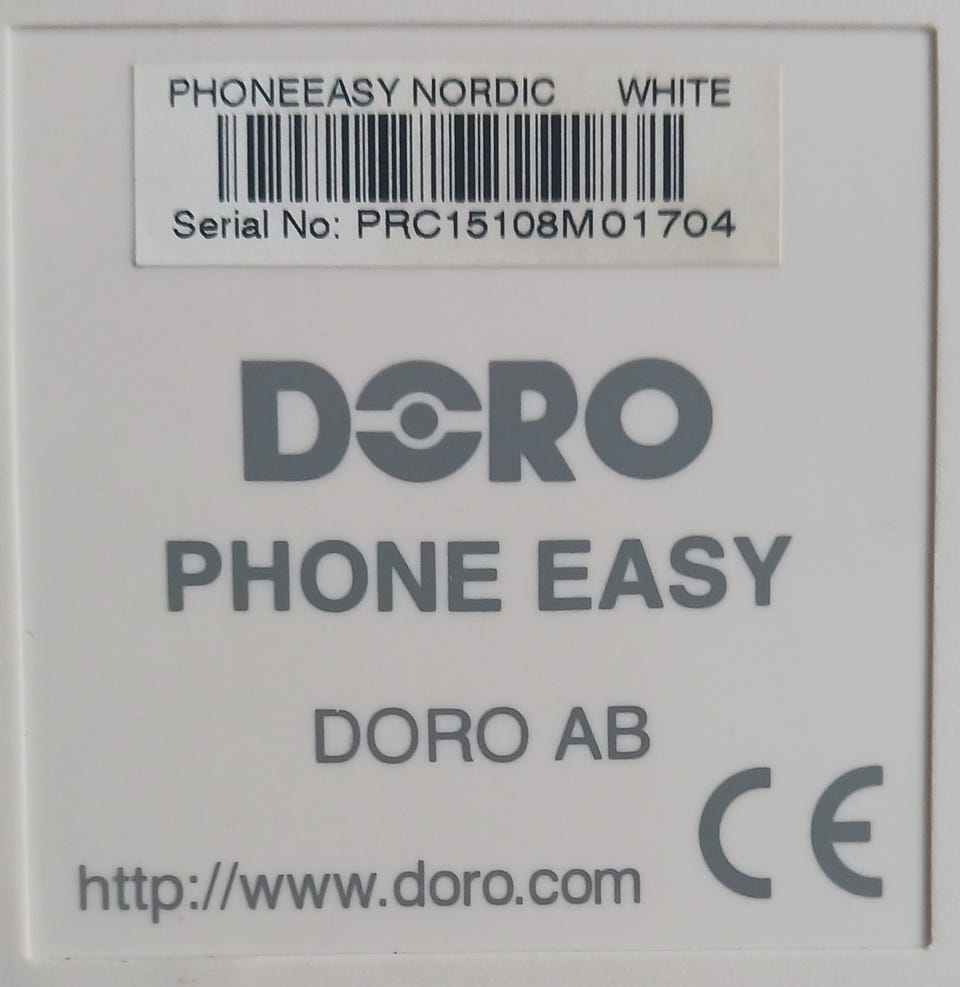 PHONEEASY NORDIC WHITE
Serial No: PRC15108M01704
DORO
PHONE EASY
DORO AB
CE
http://www.doro.com